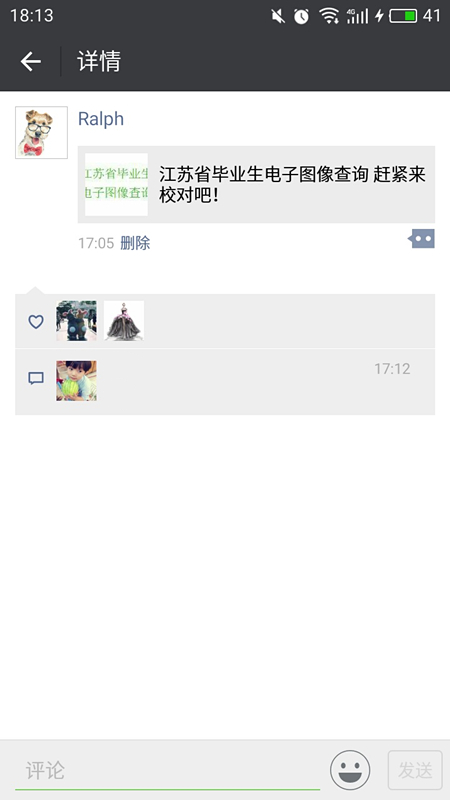 18:13
4G
41
详情
Ralph
江苏省毕业生
电子图像查询
江苏省毕业生电子图像查询 赶紧来
校对吧！
17:05 删除
17:12
评论
发送